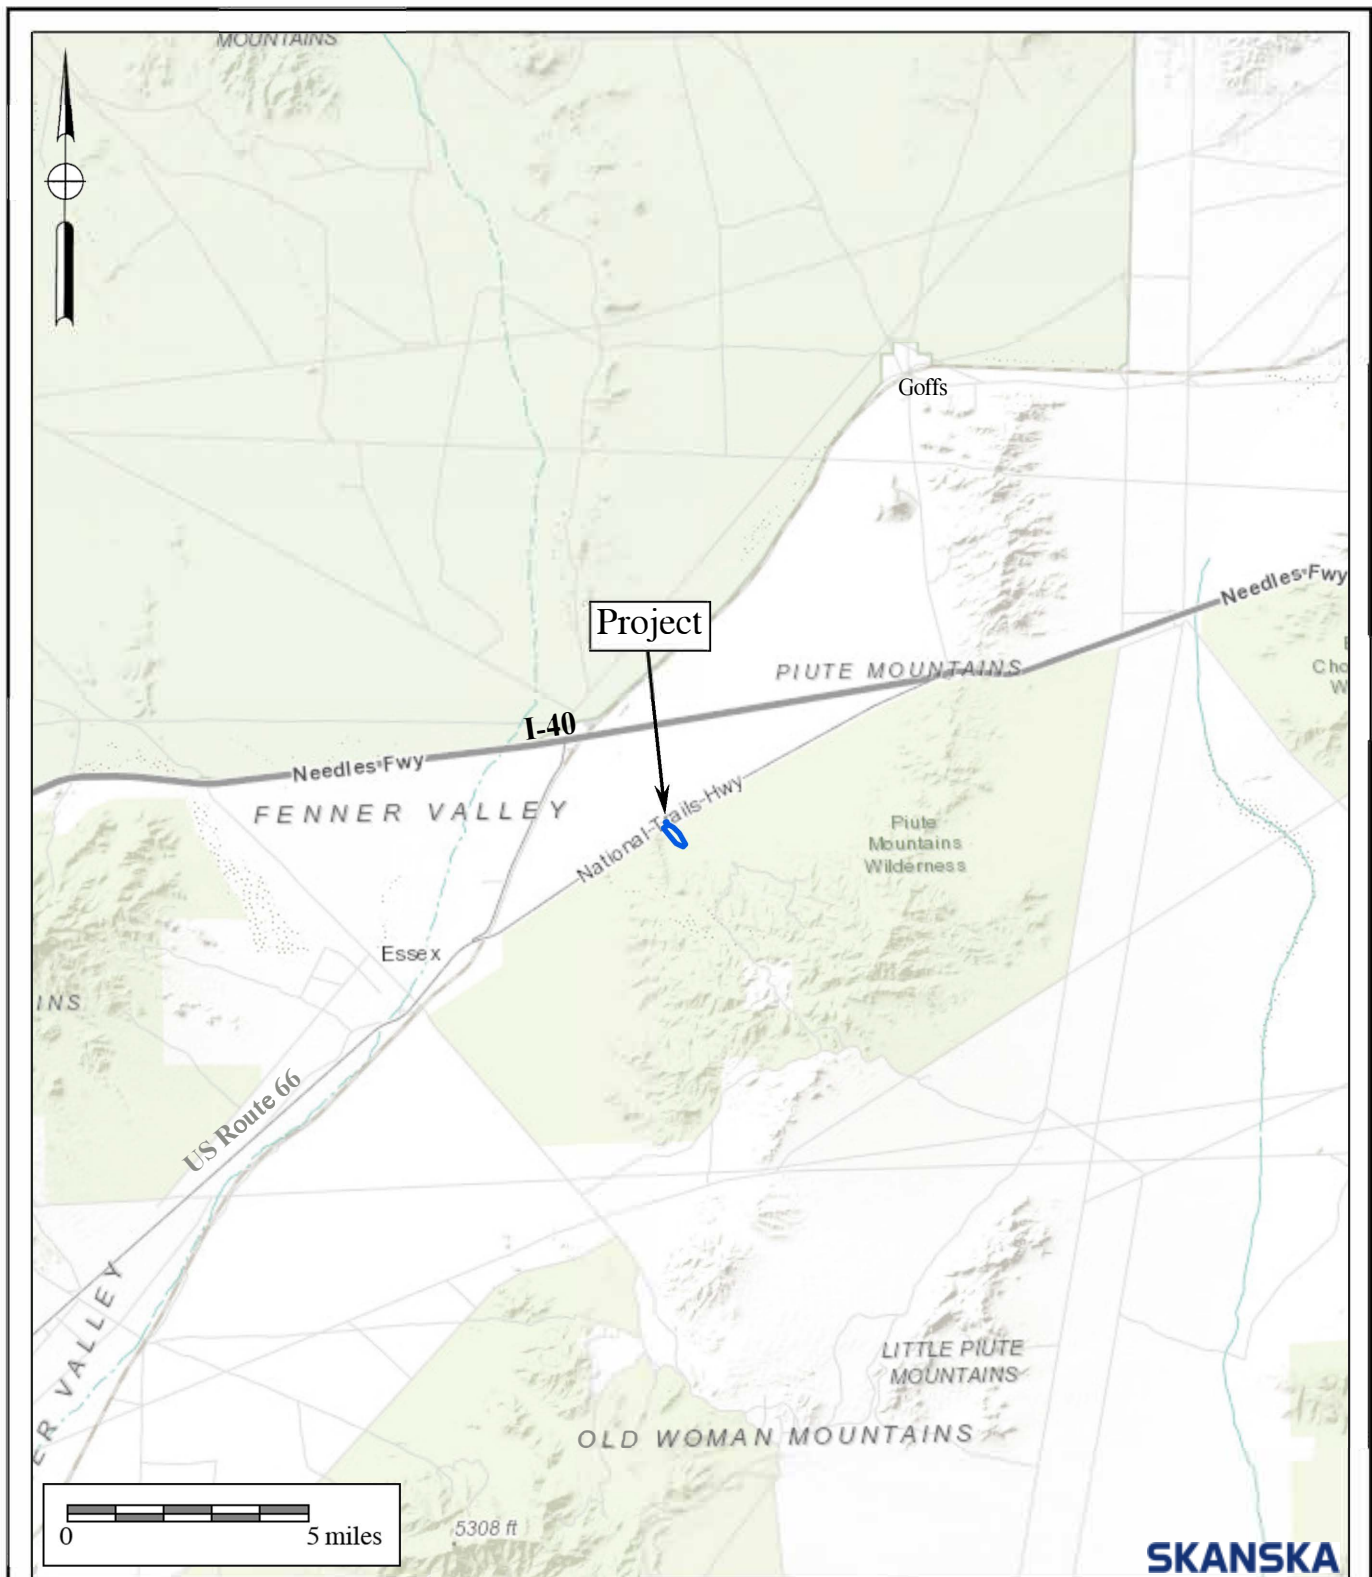 MOUNTAINS
Goffs
Needles Fwy
Project
PIUTE MOUNTAINS
I-40
Needles Fwy
FENNER VALLEY
National Trails Hwy
Piute
Mountains
Wilderness
Essex
INS
US Route 66
ER VALLEY
LITTLE PIUTE
MOUNTAINS
OLD WOMAN MOUNTAINS
0 5 miles
5308 ft
SKANSKA